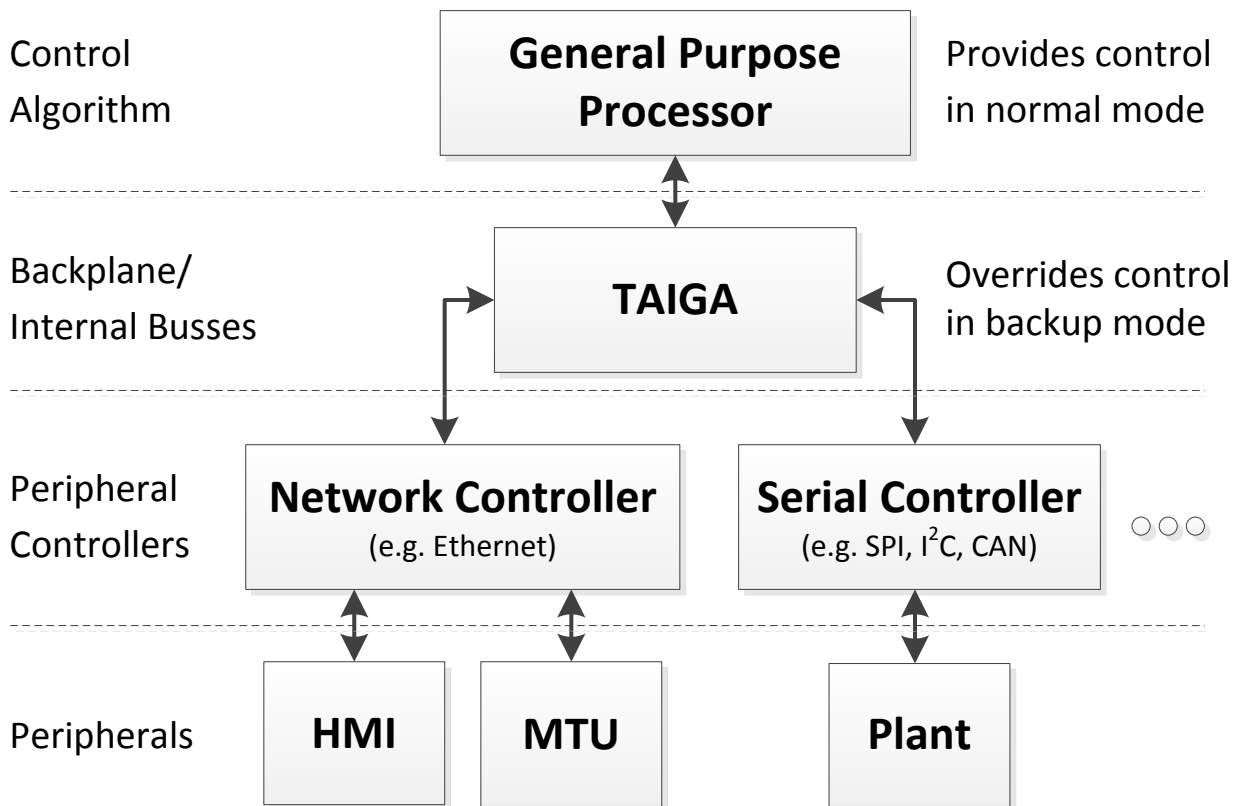 Control
Algorithm
General Purpose
Processor
Provides control
in normal mode
Backplane/
Internal Busses
TAIGA
Overrides control
in backup mode
Peripheral
Controllers
Network Controller
(e.g. Ethernet)
Serial Controller
(e.g. SPI, I²C, CAN)
Peripherals
HMI
MTU
Plant